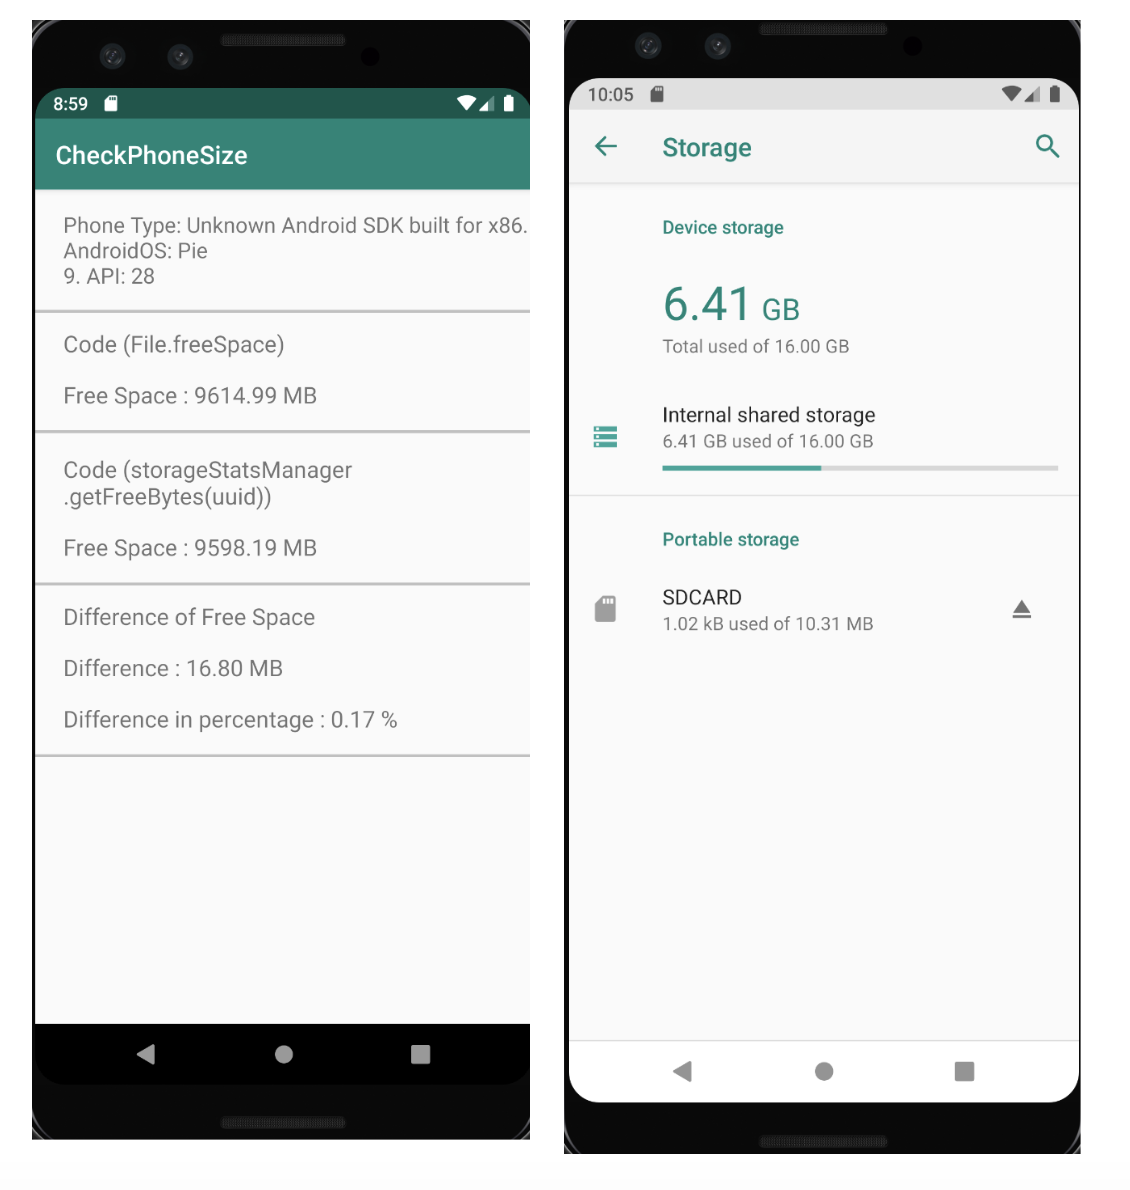 8:59
CheckPhoneSize
Phone Type: Unknown Android SDK built for x86.
AndroidOS: Pie
9. API: 28
Code (File.freeSpace)
Free Space : 9614.99 MB
Code (storageStatsManager
.getFreeBytes(uuid))
Free Space : 9598.19 MB
Difference of Free Space
Difference : 16.80 MB
Difference in percentage : 0.17 %
10:05
Storage
Device storage
6.41 GB
Total used of 16.00 GB
Internal shared storage
6.41 GB used of 16.00 GB
Portable storage
SDCARD
1.02 kB used of 10.31 MB